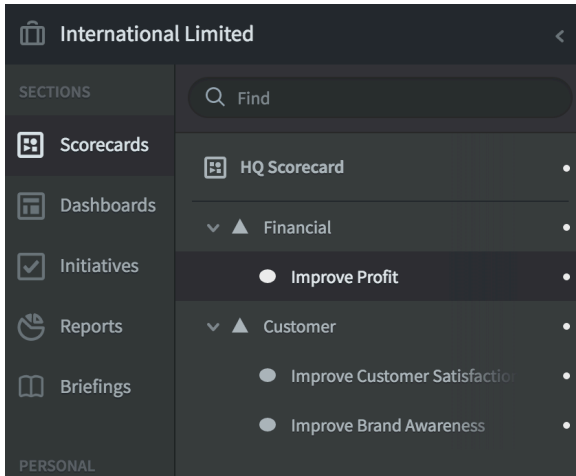 International Limited
SECTIONS
Find
Scorecards
HQ Scorecard
Dashboards
Financial
Initiatives
Improve Profit
Reports
Customer
Improve Customer Satisfactio
Briefings
Improve Brand Awareness
PERSONAL